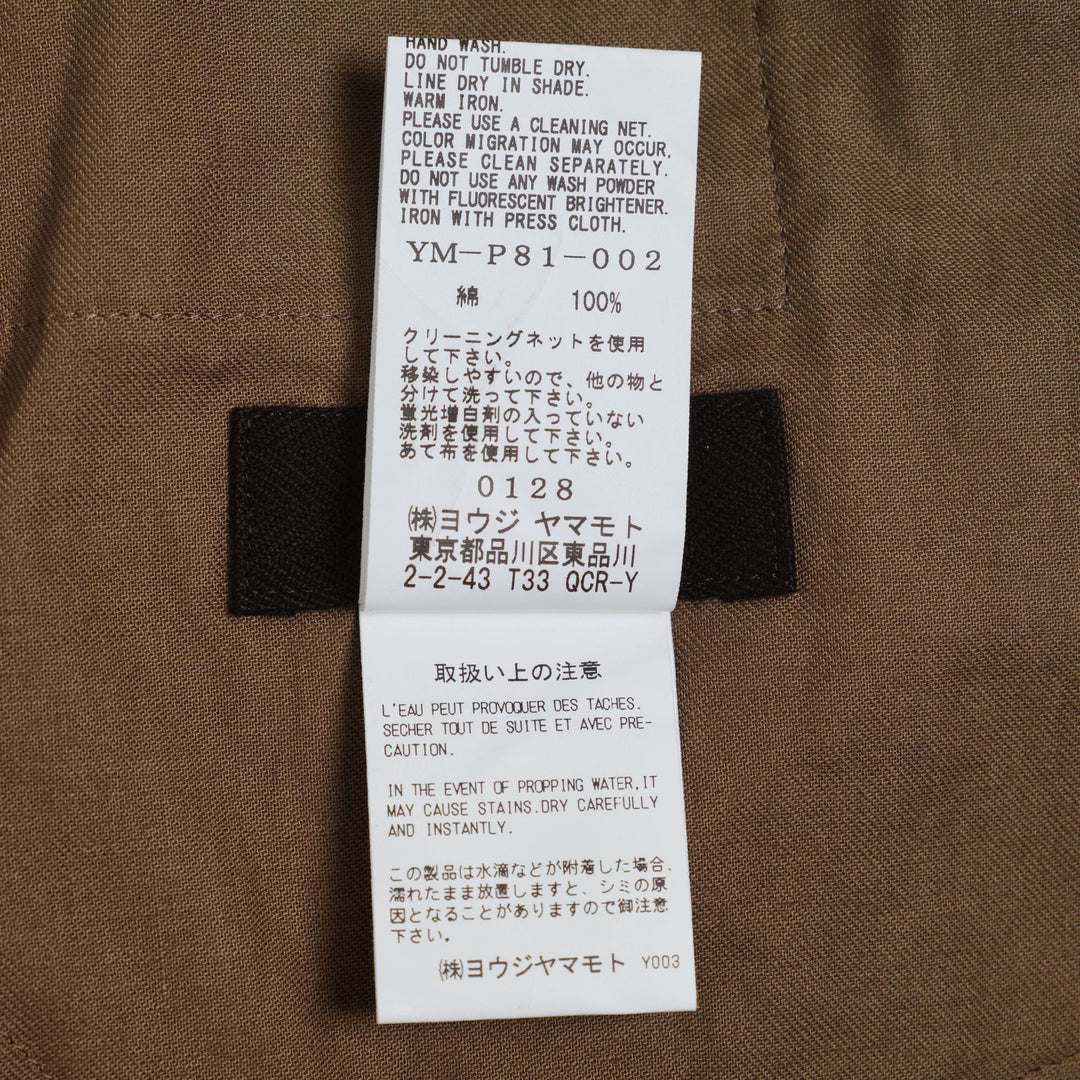 HAND WASH.
DO NOT TUMBLE DRY.
LINE DRY IN SHADE.
WARM IRON.
PLEASE USE A CLEANING NET.
COLOR MIGRATION MAY OCCUR,
PLEASE CLEAN SEPARATELY.
DO NOT USE ANY WASH POWDER
WITH FLUORESCENT BRIGHTENER.
IRON WITH PRESS CLOTH.
YM-P81-002
綿 100%
クリーニングネットを使用
して下さい。
移染しやすいので、他の物と
分けて洗って下さい。
蛍光増白剤の入っていない
洗剤を使用して下さい。
あて布を使用して下さい。
0128
㈱ヨウジ ヤマモト
東京都品川区東品川
2-2-43 T33 QCR-Y
取扱い上の注意
L'EAU PEUT PROVOQUER DES TACHES.
SECHER TOUT DE SUITE ET AVEC PRE-
CAUTION.
IN THE EVENT OF PROPPING WATER,IT
MAY CAUSE STAINS.DRY CAREFULLY
AND INSTANTLY.
この製品は水滴などが附着した場合、
濡れたまま放置しますと、シミの原
因となることがありますので御注意
下さい。
㈱ヨウジヤマモト Y003